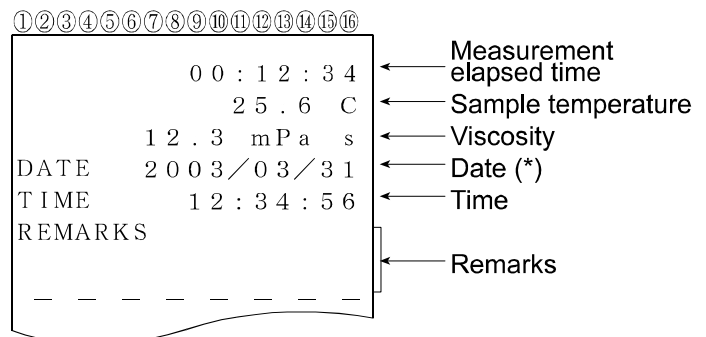 ①②③④⑤⑥⑦⑧⑨⑩⑪⑫⑬⑭⑮⑯
00:12:34 Measurement elapsed time
25.6 C Sample temperature
12.3 mPa s Viscosity
DATE 2003/03/31 Date (*)
TIME 12:34:56 Time
REMARKS
Remarks
_ _ _ _ _ _ _ _